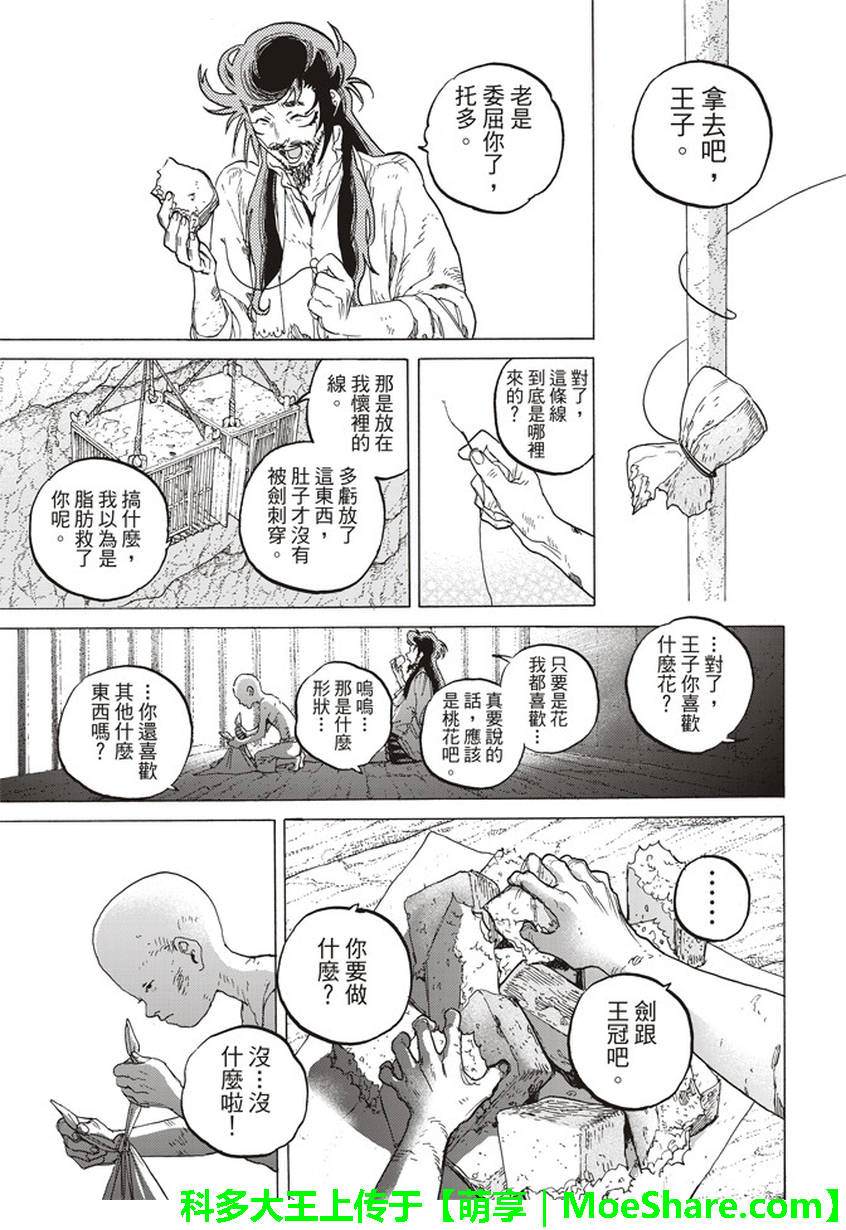 拿去吧，
王子。
老是
委屈你了，
托多。
對了，
這條線
到底是哪裡
來的？
那是放在
我懷裡的
線。
多虧放了
這東西，
肚子才沒有
被劍刺穿。
搞什麼，
我以為是
脂肪救了
你呢。
…對了，
王子你喜歡
什麼花？
只要是花
我都喜歡…
真要說的
話，應該
是桃花吧。
嗚嗚…
那是什麼
形狀…
…你還喜歡
其他什麼
東西嗎？
……
劍跟
王冠吧。
你要做
什麼？
沒…沒
什麼啦！
科多大王上传于【萌享｜MoeShare.com】